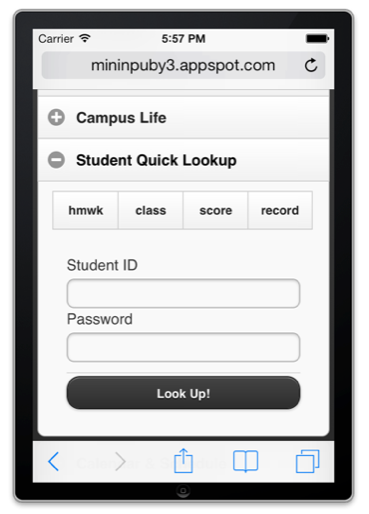 Carrier 5:57 PM
mininpuby3.appspot.com
Campus Life
Student Quick Lookup
hmwk class score record
Student ID
Password
Look Up!